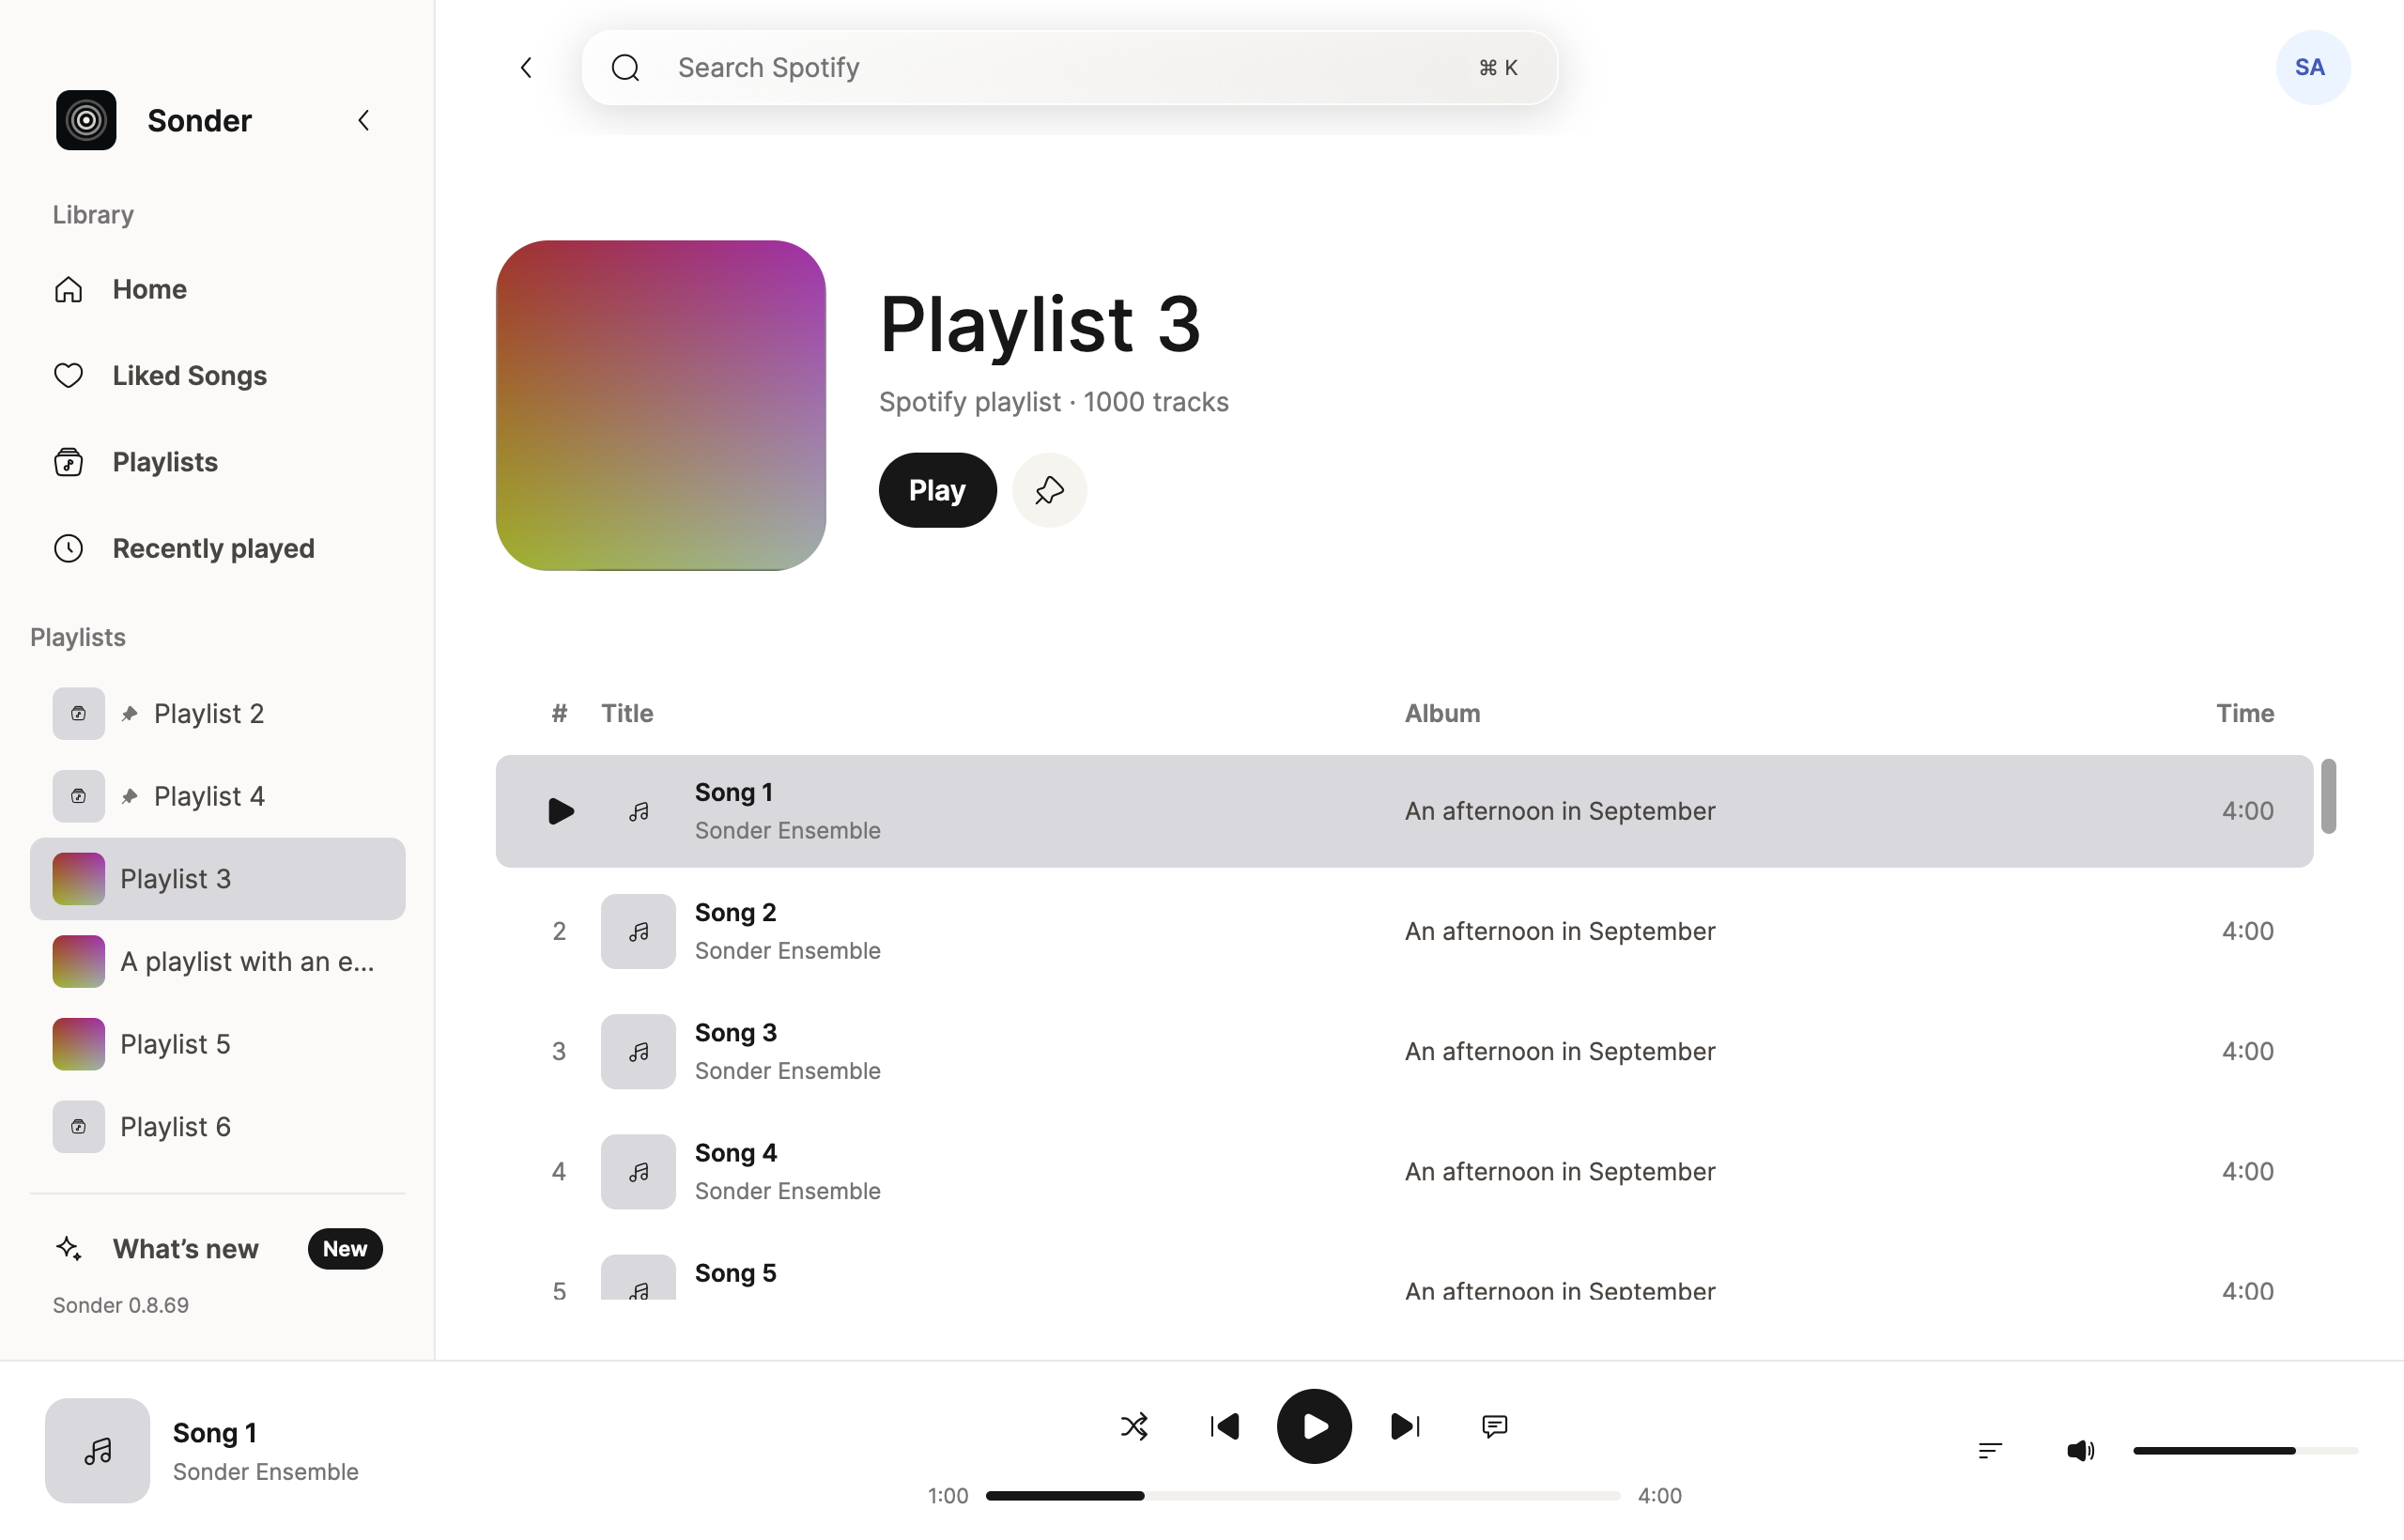 Sonder
Library
Home
Liked Songs
Playlists
Recently played
Playlists
Playlist 2
Playlist 4
Playlist 3
A playlist with an e...
Playlist 5
Playlist 6
What’s new New
Sonder 0.8.69
Search Spotify ⌘ K
SA
Playlist 3
Spotify playlist · 1000 tracks
Play
# Title Album Time
Song 1
Sonder Ensemble
An afternoon in September 4:00
2 Song 2
Sonder Ensemble
An afternoon in September 4:00
3 Song 3
Sonder Ensemble
An afternoon in September 4:00
4 Song 4
Sonder Ensemble
An afternoon in September 4:00
5 Song 5
An afternoon in September 4:00
Song 1
Sonder Ensemble
1:00 4:00